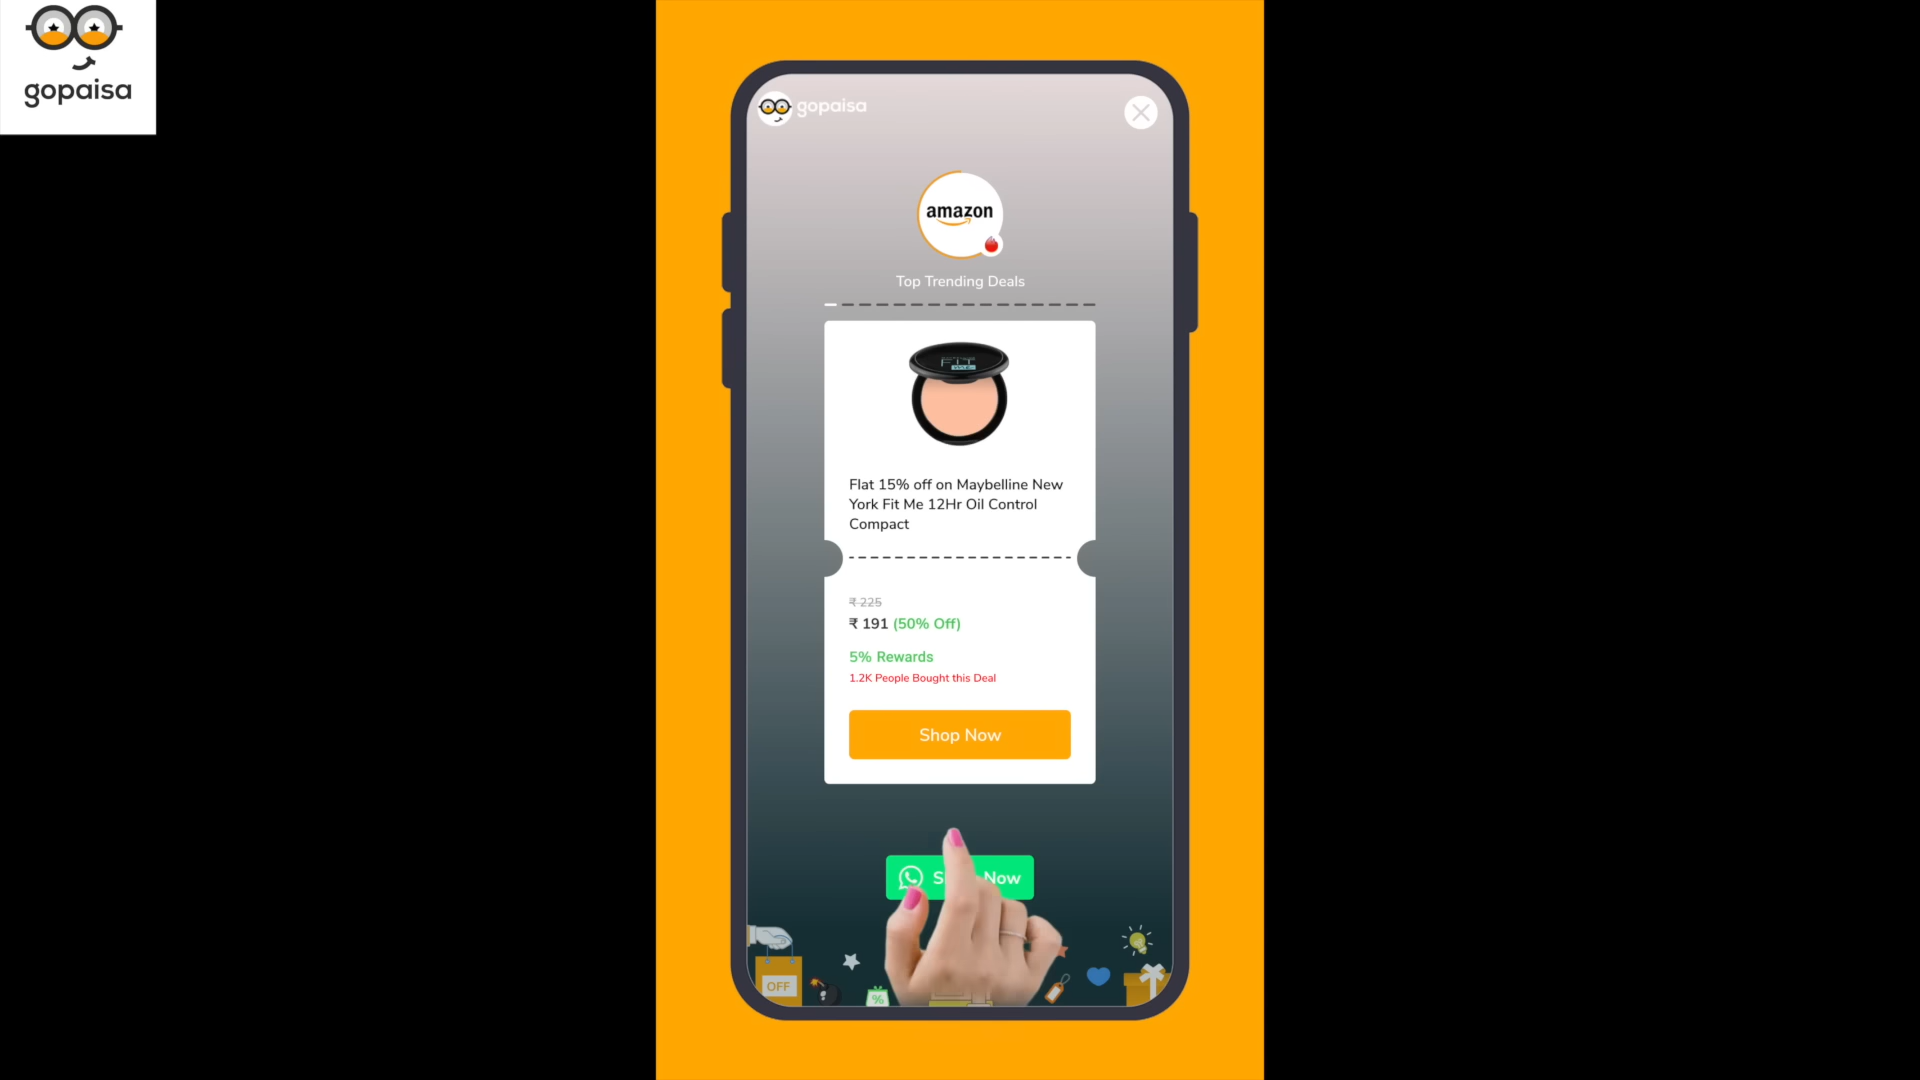 gopaisa
gopaisa
amazon
Top Trending Deals
FIT
Flat 15% off on Maybelline New
York Fit Me 12Hr Oil Control
Compact
₹ 225
₹ 191 (50% Off)
5% Rewards
1.2K People Bought this Deal
Shop Now
Now
OFF
%